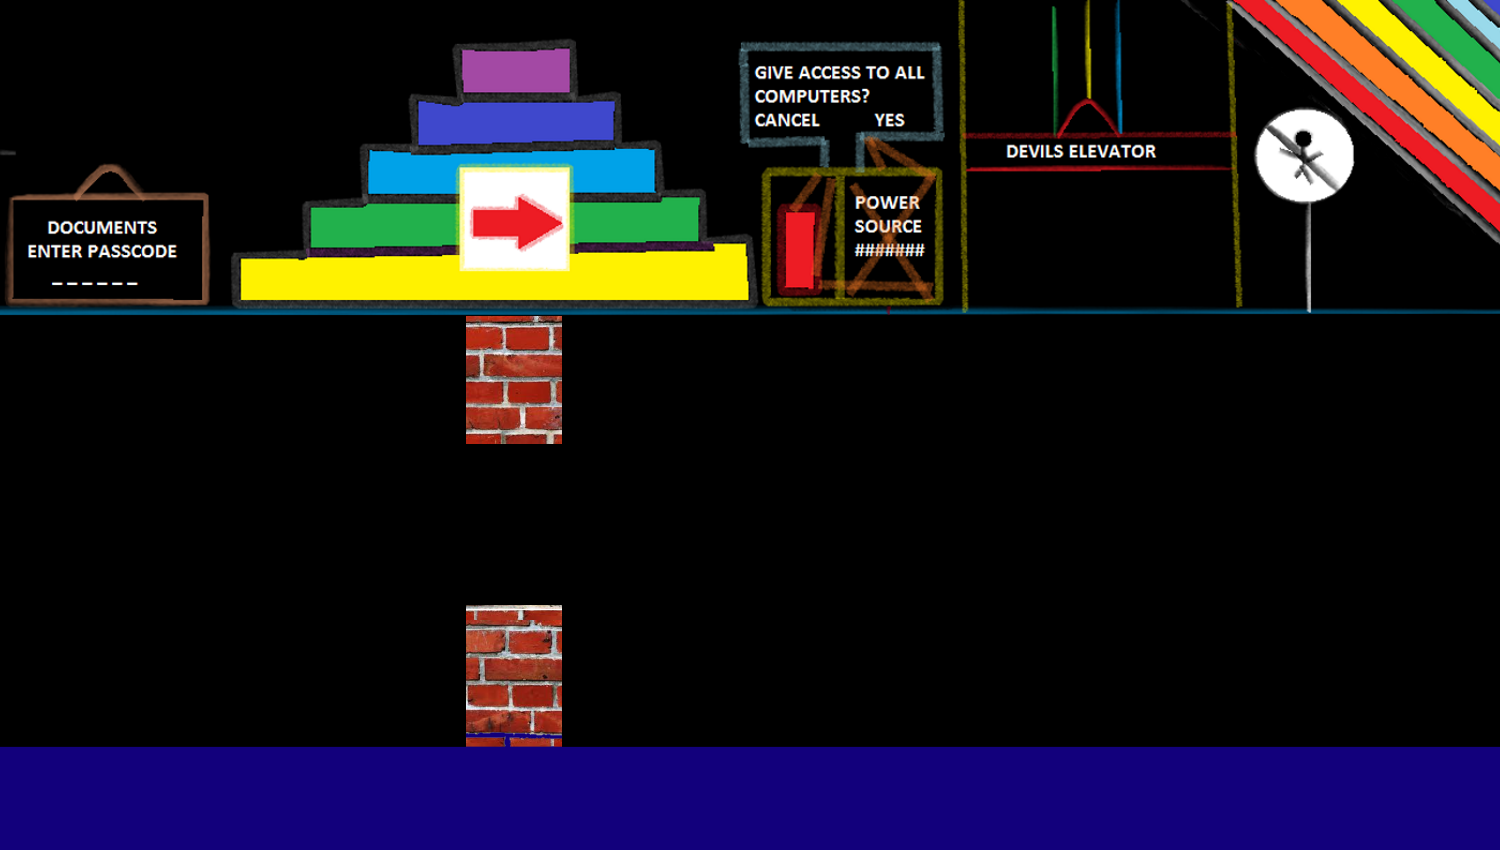 DOCUMENTS
ENTER PASSCODE
_ _ _ _ _ _
GIVE ACCESS TO ALL
COMPUTERS?
CANCEL YES
POWER
SOURCE
#######
DEVILS ELEVATOR